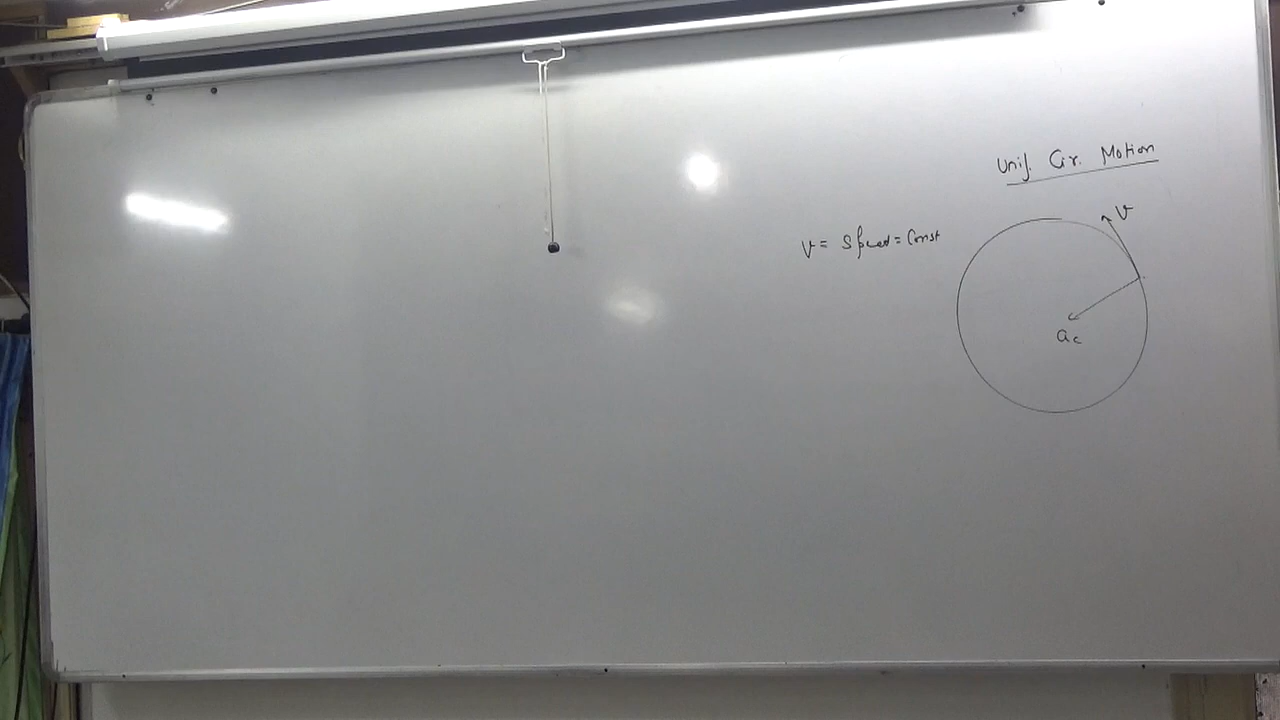 Unif. Cir. Motion
v
v = Speed = Const
ac